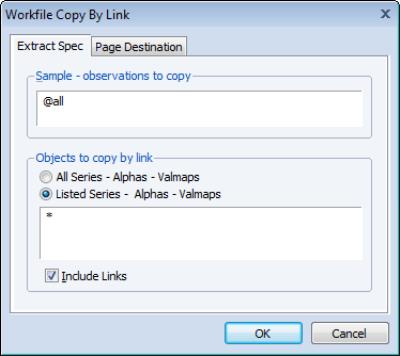 Workfile Copy By Link
Extract Spec Page Destination
Sample - observations to copy
@all
Objects to copy by link
All Series - Alphas - Valmaps
Listed Series - Alphas - Valmaps
*
Include Links
OK Cancel